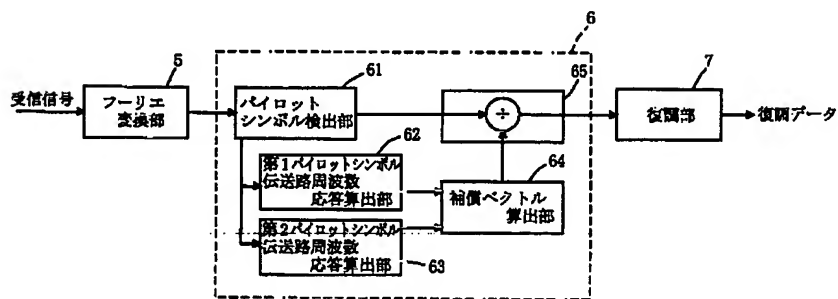 6
受信信号
5
フーリエ
変換部
61
パイロット
シンボル検出部
65
÷
7
復調部
復調データ
62
第1パイロットシンボル
伝送路周波数
応答算出部
64
補償ベクトル
算出部
第2パイロットシンボル
伝送路周波数
応答算出部
63